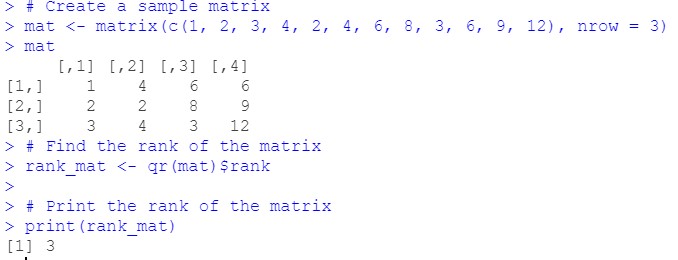 > # Create a sample matrix
> mat <- matrix(c(1, 2, 3, 4, 2, 4, 6, 8, 3, 6, 9, 12), nrow = 3)
> mat
     [,1] [,2] [,3] [,4]
[1,]    1    4    6    6
[2,]    2    2    8    9
[3,]    3    4    3   12
> # Find the rank of the matrix
> rank_mat <- qr(mat)$rank
>
> # Print the rank of the matrix
> print(rank_mat)
[1] 3